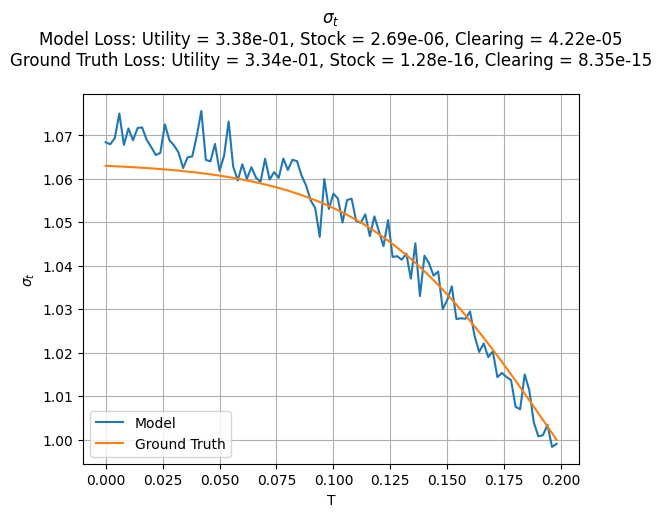 σt
Model Loss: Utility = 3.38e-01, Stock = 2.69e-06, Clearing = 4.22e-05
Ground Truth Loss: Utility = 3.34e-01, Stock = 1.28e-16, Clearing = 8.35e-15
1.07
1.06
1.05
1.04
1.03
1.02
1.01
1.00
σt
Model
Ground Truth
0.000 0.025 0.050 0.075 0.100 0.125 0.150 0.175 0.200
T